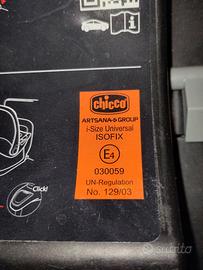 chicco
ARTSANA GROUP
i-Size Universal
ISOFIX
E4
030059
UN-Regulation
No. 129/03
Click!
subito